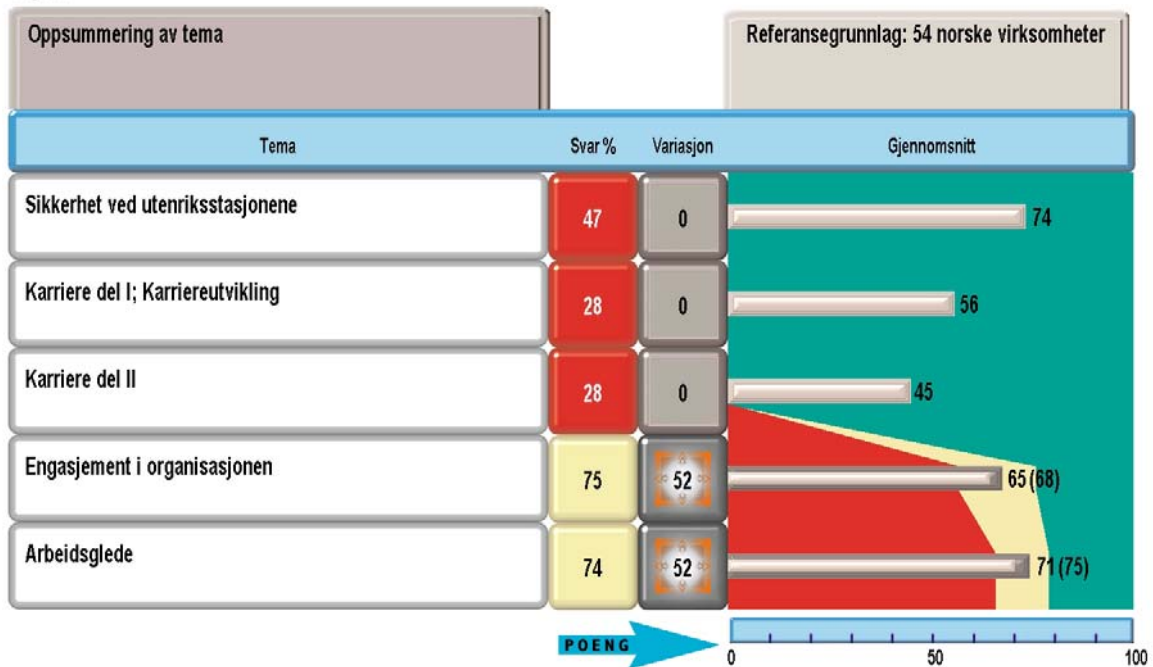 Oppsummering av tema
Referansegrunnlag: 54 norske virksomheter
Tema Svar % Variasjon Gjennomsnitt
Sikkerhet ved utenriksstasjonene 47 0 74
Karriere del I; Karriereutvikling 28 0 56
Karriere del II 28 0 45
Engasjement i organisasjonen 75 52 65 (68)
Arbeidsglede 74 52 71 (75)
POENG 0 50 100